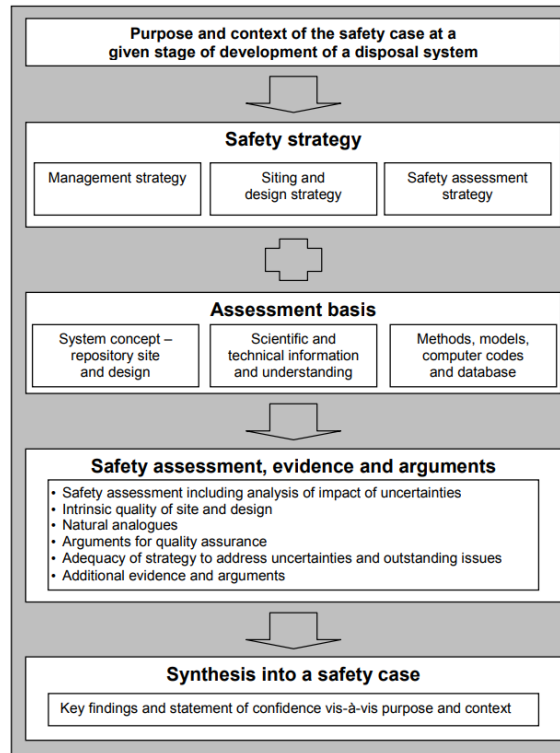 Purpose and context of the safety case at a
given stage of development of a disposal system
Safety strategy
Management strategy
Siting and
design strategy
Safety assessment
strategy
Assessment basis
System concept –
repository site
and design
Scientific and
technical information
and understanding
Methods, models,
computer codes
and database
Safety assessment, evidence and arguments
• Safety assessment including analysis of impact of uncertainties
• Intrinsic quality of site and design
• Natural analogues
• Arguments for quality assurance
• Adequacy of strategy to address uncertainties and outstanding issues
• Additional evidence and arguments
Synthesis into a safety case
Key findings and statement of confidence vis-à-vis purpose and context